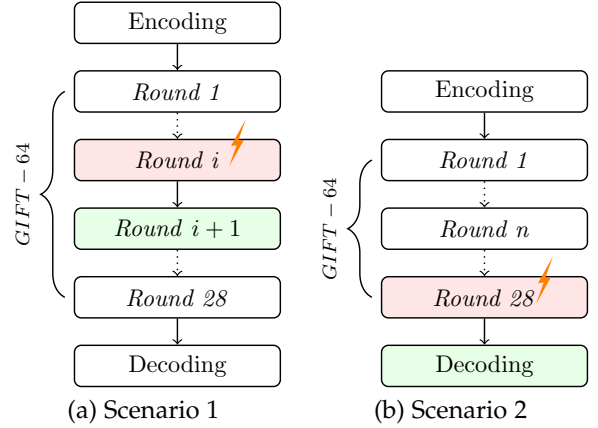 Encoding
Round 1
Round i
Round i + 1
Round 28
Decoding
GIFT − 64
(a) Scenario 1
Encoding
Round 1
Round n
Round 28
Decoding
GIFT − 64
(b) Scenario 2